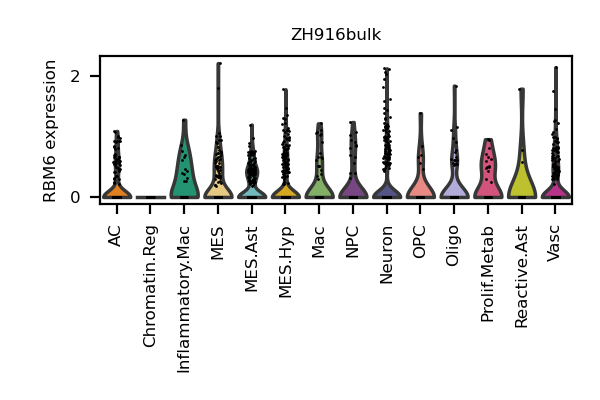 ZH916bulk
RBM6 expression
2
0
AC
Chromatin.Reg
Inflammatory.Mac
MES
MES.Ast
MES.Hyp
Mac
NPC
Neuron
OPC
Oligo
Prolif.Metab
Reactive.Ast
Vasc